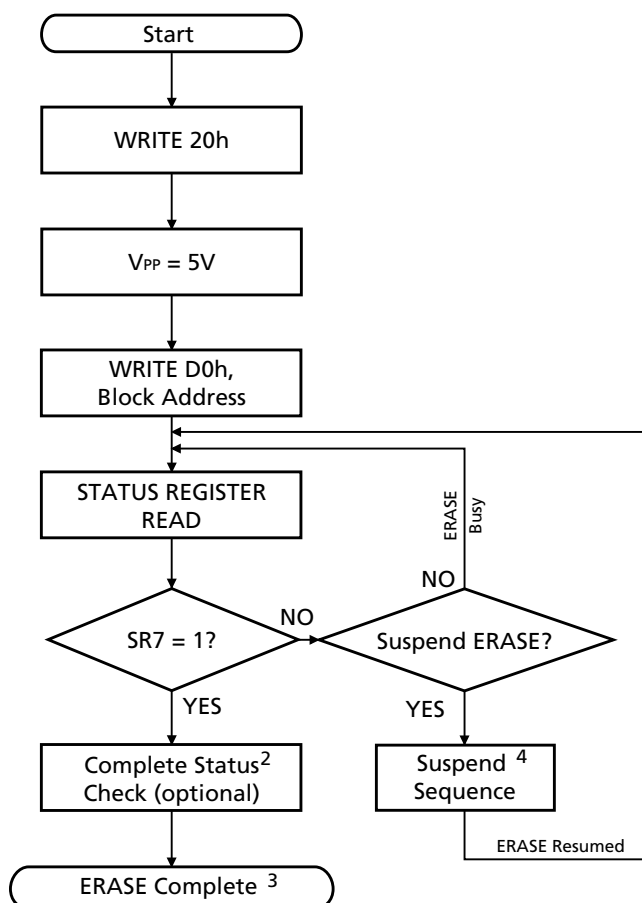 Start
WRITE 20h
VPP = 5V
WRITE D0h,
Block Address
STATUS REGISTER
READ
ERASE
Busy
NO
SR7 = 1?
NO
Suspend ERASE?
YES
YES
Complete Status2
Check (optional)
Suspend 4
Sequence
ERASE Resumed
ERASE Complete 3